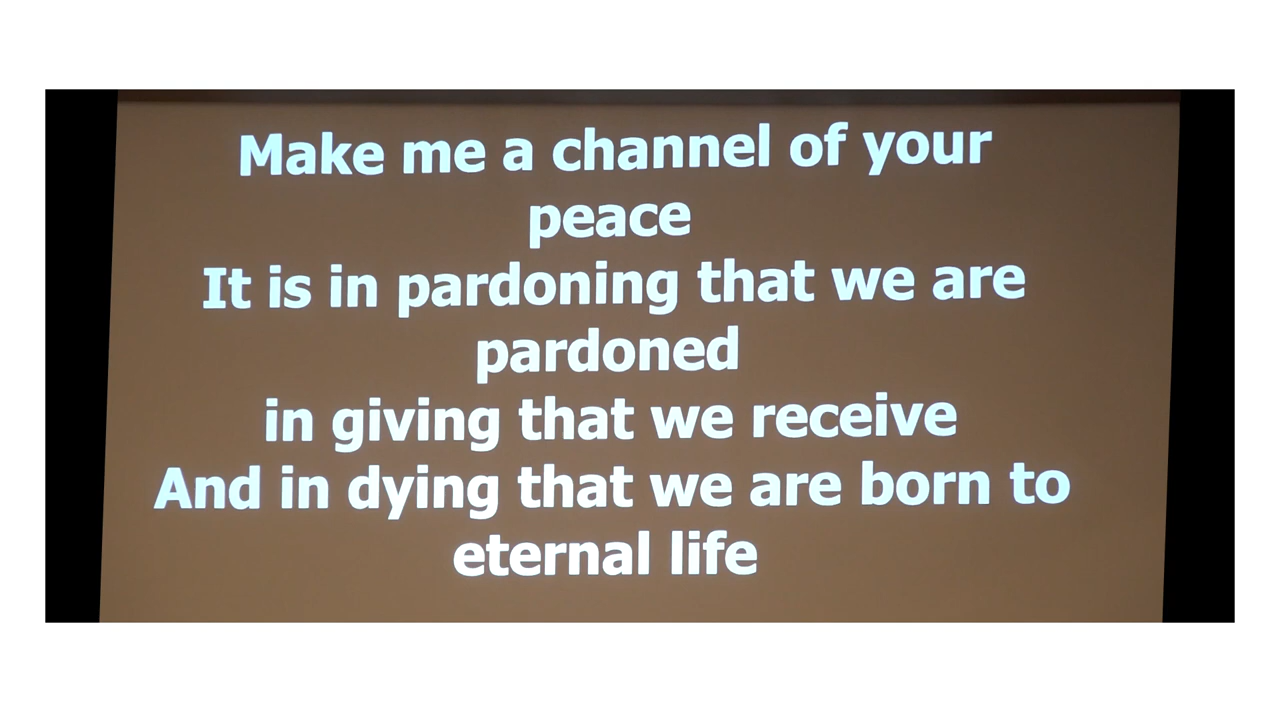 Make me a channel of your
peace
It is in pardoning that we are
pardoned
in giving that we receive
And in dying that we are born to
eternal life